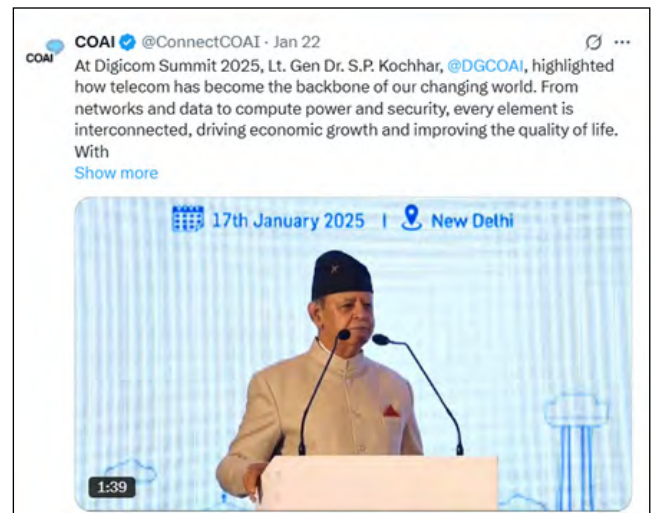 COAI
COAI @ConnectCOAI · Jan 22
At Digicom Summit 2025, Lt. Gen Dr. S.P. Kochhar, @DGCOAI, highlighted
how telecom has become the backbone of our changing world. From
networks and data to compute power and security, every element is
interconnected, driving economic growth and improving the quality of life.
With
Show more
17th January 2025 | New Delhi
1:39